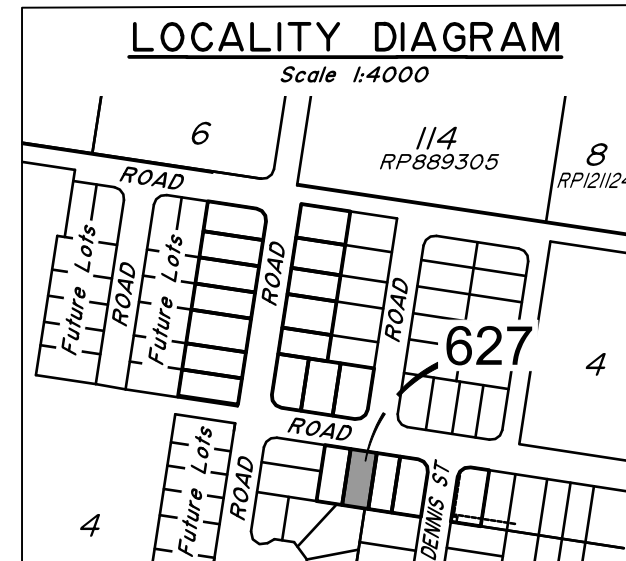 LOCALITY DIAGRAM
Scale 1:4000
6
114
RP889305
8
RP121124
ROAD
Future Lots
ROAD
Future Lots
ROAD
ROAD
627
4
ROAD
Future Lots
ROAD
DENNIS ST
4